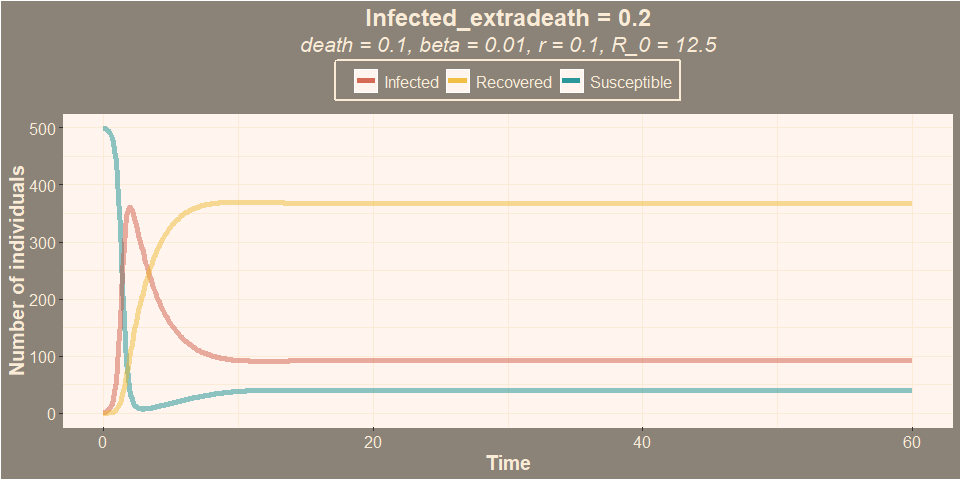 Infected_extradeath = 0.2
death = 0.1, beta = 0.01, r = 0.1, R_0 = 12.5
Infected Recovered Susceptible
Number of individuals
500
400
300
200
100
0
0 20 40 60
Time